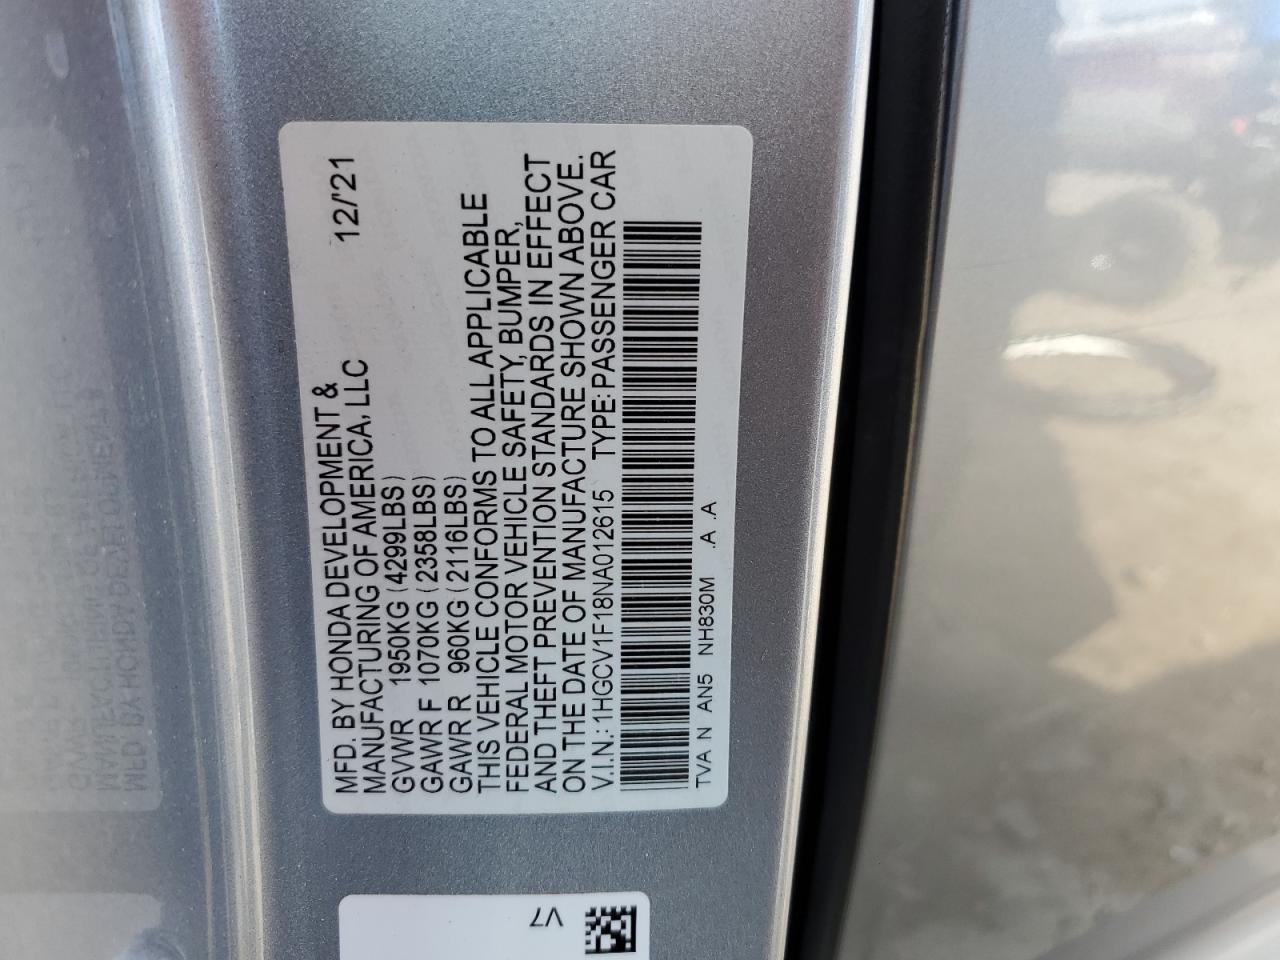 MFD. BY HONDA DEVELOPMENT & 12/'21
MANUFACTURING OF AMERICA, LLC
GVWR 1950KG (4299LBS)
GAWR F 1070KG (2358LBS)
GAWR R 960KG (2116LBS)
THIS VEHICLE CONFORMS TO ALL APPLICABLE
FEDERAL MOTOR VEHICLE SAFETY, BUMPER,
AND THEFT PREVENTION STANDARDS IN EFFECT
ON THE DATE OF MANUFACTURE SHOWN ABOVE.
V.I.N.: 1HGCV1F18NA012615 TYPE: PASSENGER CAR
TVA N AN5 NH830M .A .A
V7